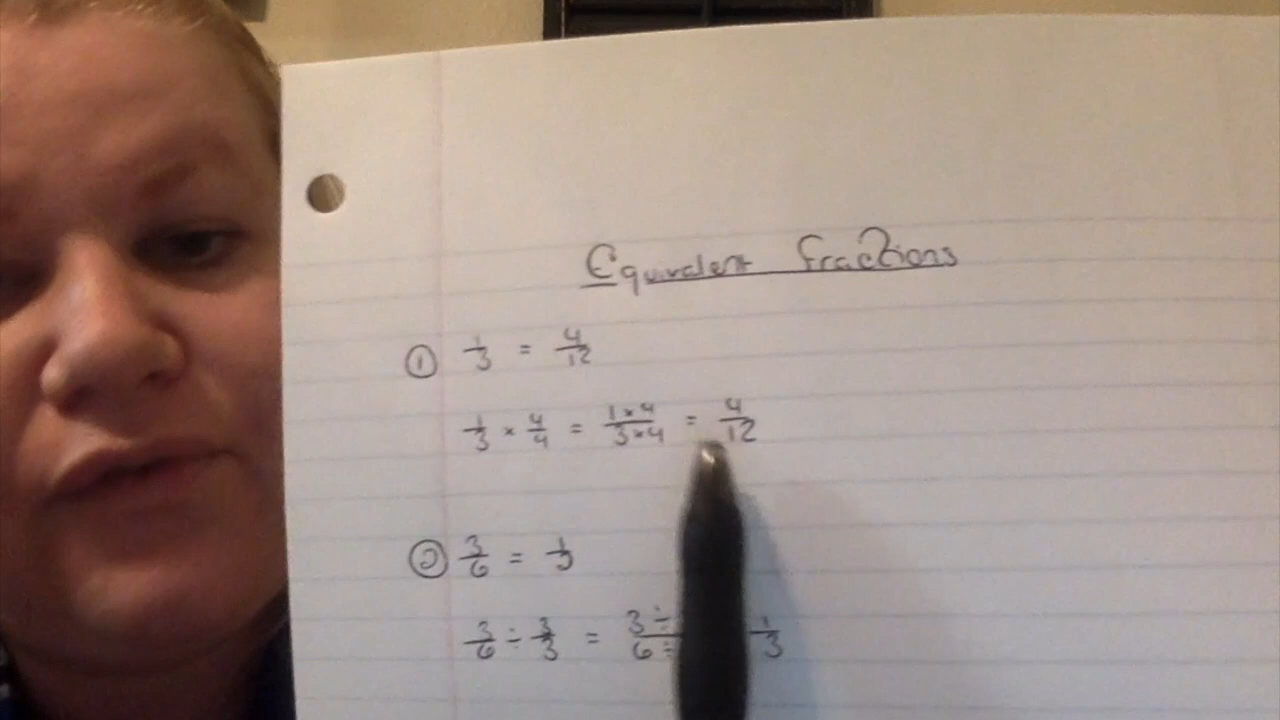 Equivalent Fractions
① 1/3 = 4/12
1/3 × 4/4 = 1×4/3×4 = 4/12
② 3/6 = 1/3
3/6 ÷ 3/3 = 3÷/6÷ 1/3